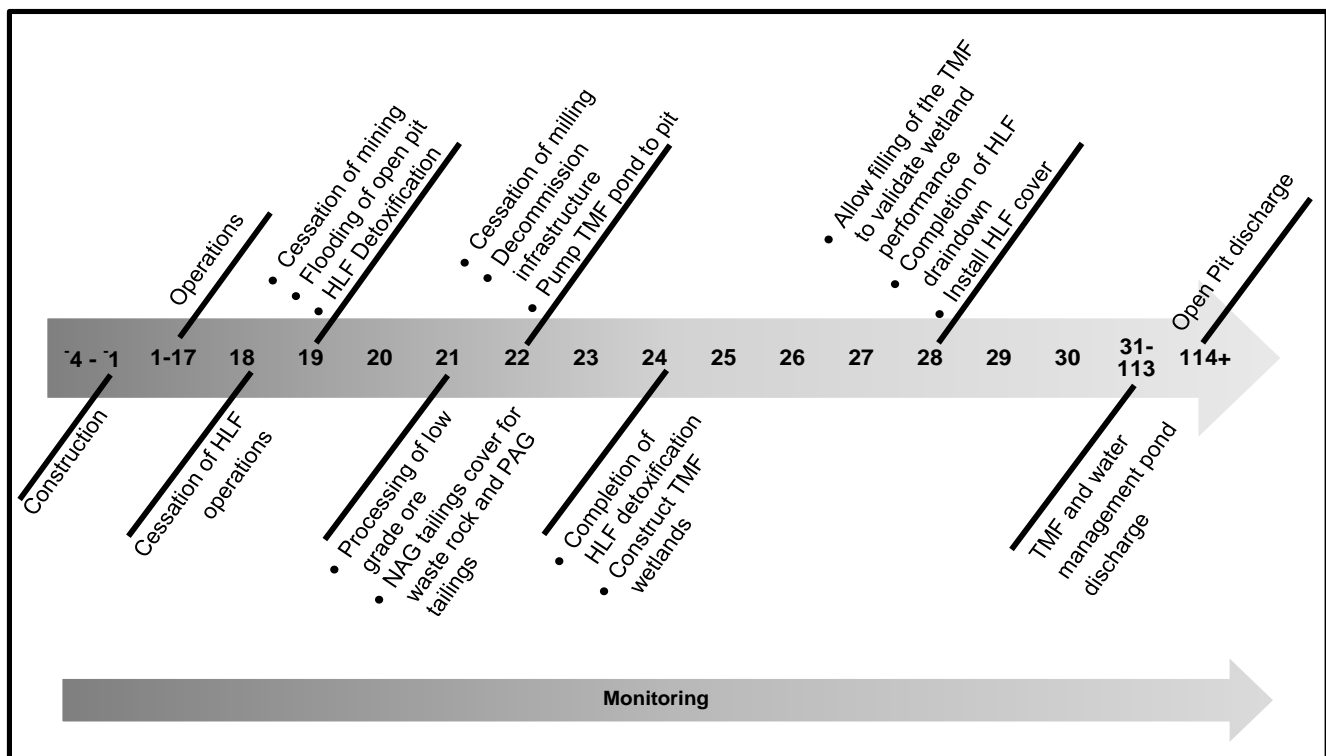 Operations
• Cessation of mining
• Flooding of open pit
• HLF Detoxification
• Cessation of milling
• Decommission
infrastructure
• Pump TMF pond to pit
• Allow filling of the TMF
to validate wetland
performance
• Completion of HLF
draindown
• Install HLF cover
Open Pit discharge
-4 - -1
1-17
18
19
20
21
22
23
24
25
26
27
28
29
30
31-
113
114+
Construction
Cessation of HLF
operations
• Processing of low
grade ore
• NAG tailings cover for
waste rock and PAG
tailings
• Completion of
HLF detoxification
• Construct TMF
wetlands
TMF and water
management pond
discharge
Monitoring